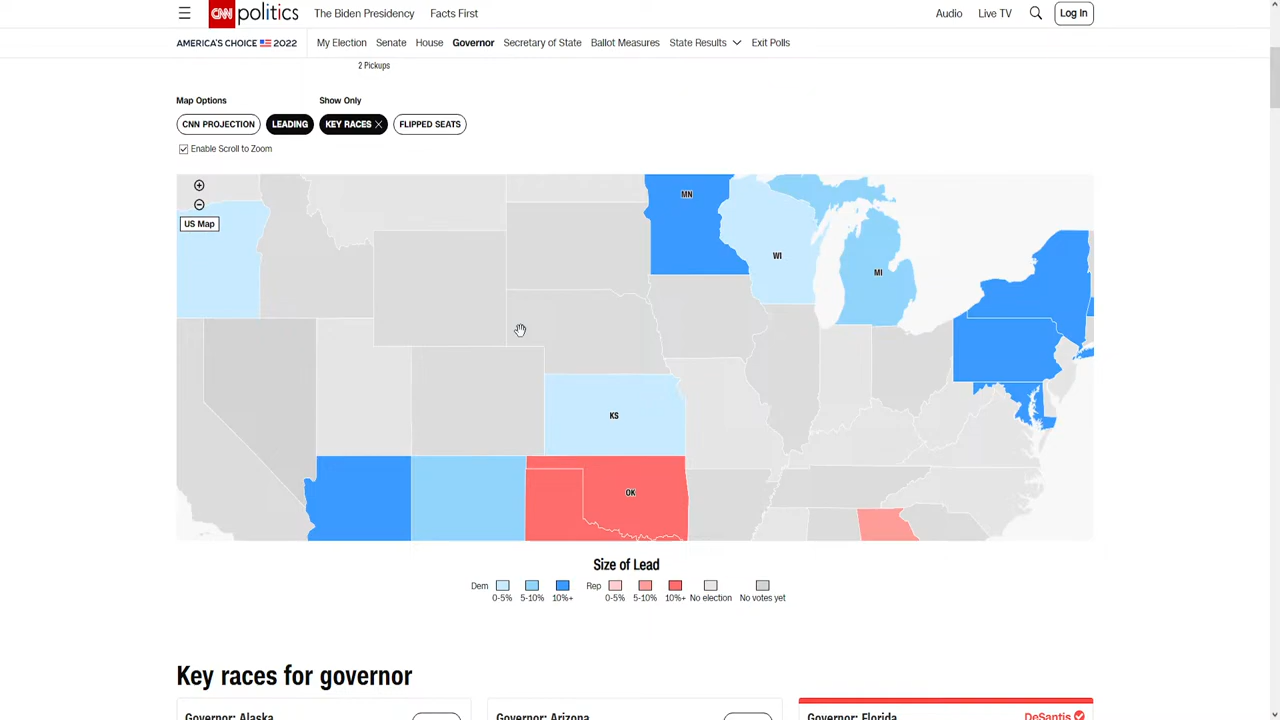 CNN politics The Biden Presidency Facts First Audio Live TV Log In
AMERICA'S CHOICE 2022 My Election Senate House Governor Secretary of State Ballot Measures State Results Exit Polls
2 Pickups
Map Options Show Only
CNN PROJECTION LEADING KEY RACES FLIPPED SEATS
Enable Scroll to Zoom
US Map
MN
WI
MI
KS
OK
Size of Lead
Dem Rep
0-5% 5-10% 10%+ 0-5% 5-10% 10%+ No election No votes yet
Key races for governor
Governor: Alaska Governor: Arizona Governor: Florida DeSantis